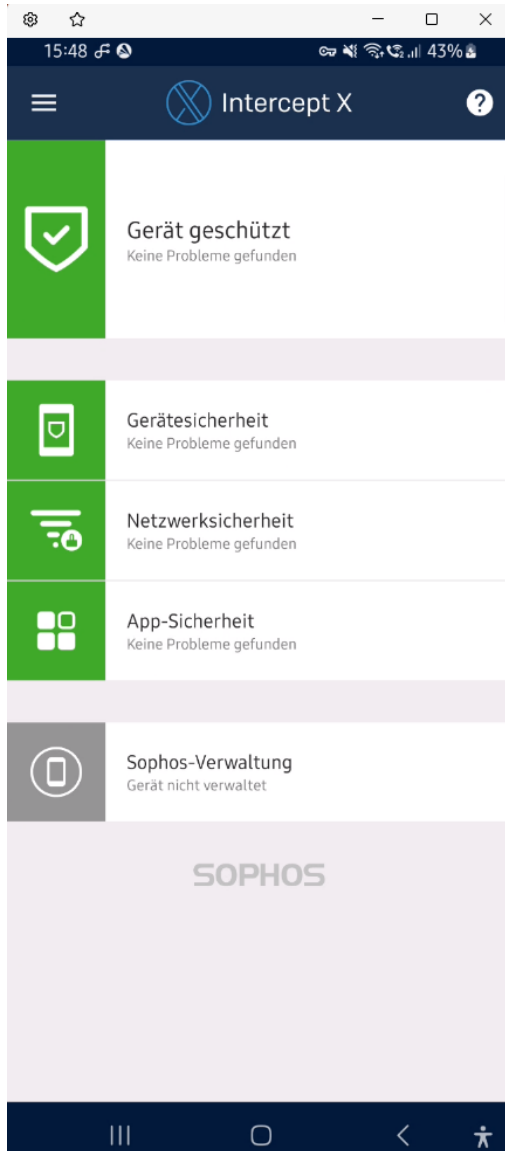 15:48 43%
Intercept X ?
Gerät geschützt
Keine Probleme gefunden
Gerätesicherheit
Keine Probleme gefunden
Netzwerksicherheit
Keine Probleme gefunden
App-Sicherheit
Keine Probleme gefunden
Sophos-Verwaltung
Gerät nicht verwaltet
SOPHOS